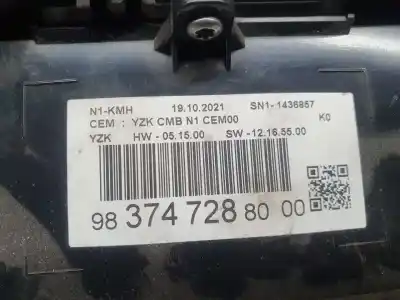 N1-KMH 19.10.2021 SN1-1436857
CEM : YZK CMB N1 CEM00 K0
YZK HW - 05.15.00 SW -12.16.55.00
98 374 728 80 00